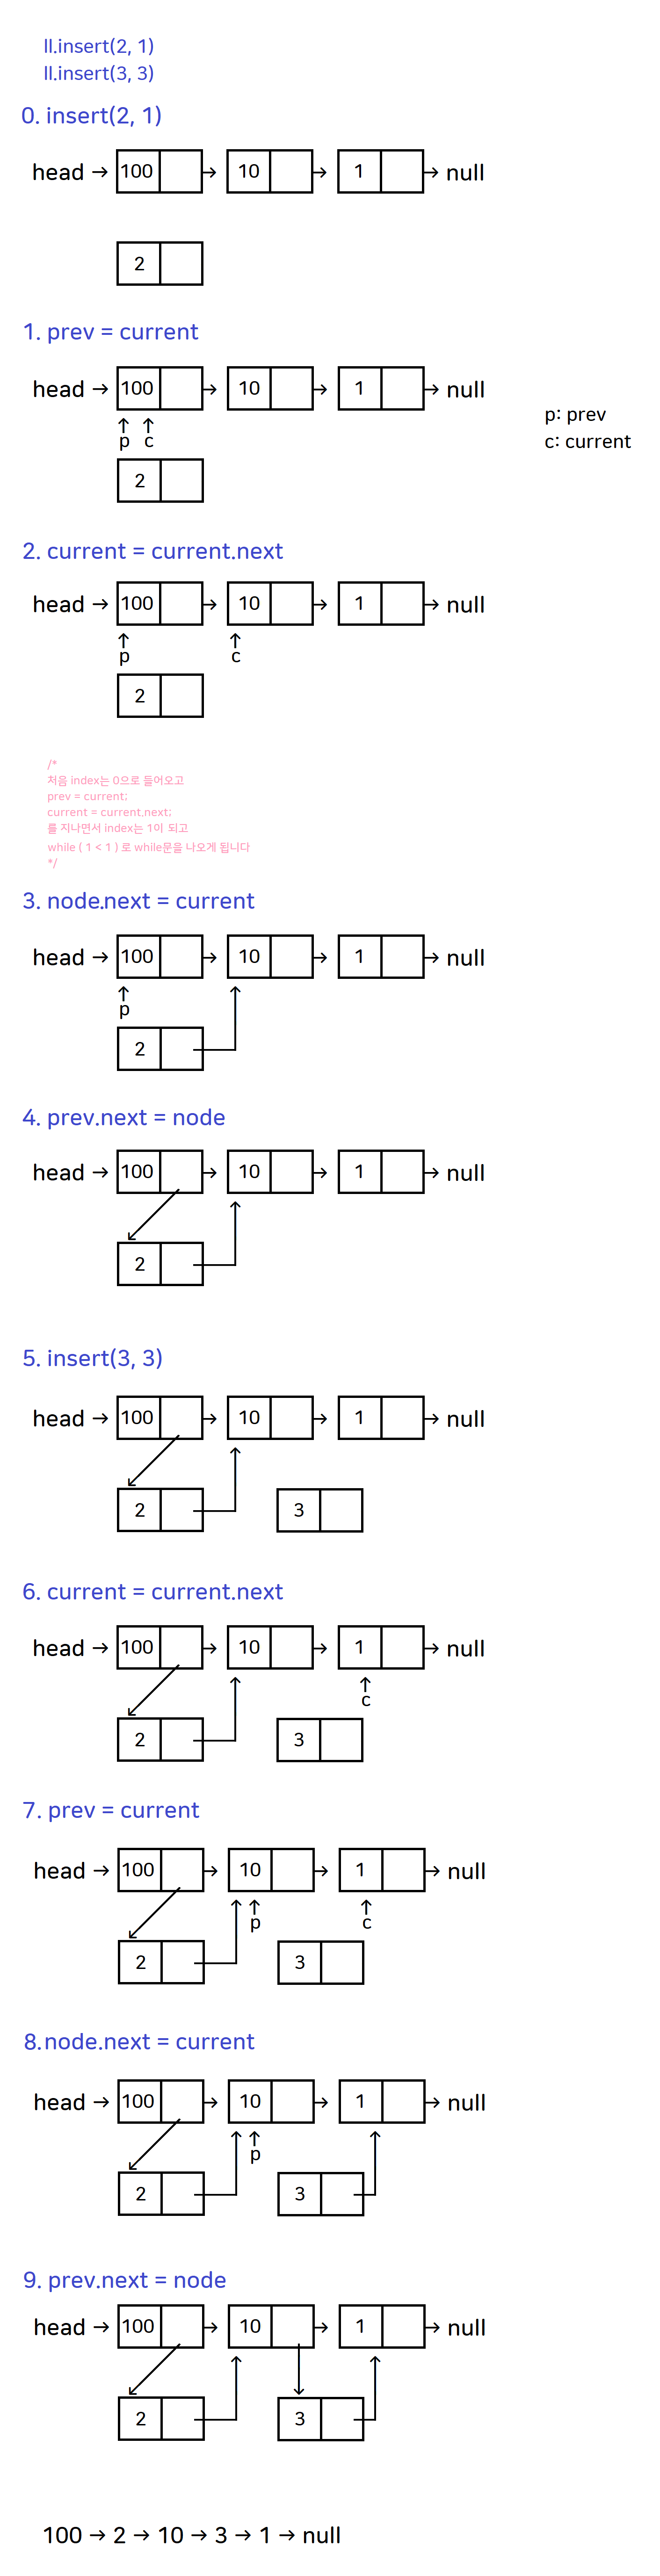 ll.insert(2, 1)
ll.insert(3, 3)
0. insert(2, 1)
head → 100 → 10 → 1 → null
2
1. prev = current
head → 100 → 10 → 1 → null
p: prev
p c
c: current
2
2. current = current.next
head → 100 → 10 → 1 → null
p c
2
/*
처음 index는 0으로 들어오고
prev = current;
current = current.next;
를 지나면서 index는 1이 되고
while ( 1 < 1 ) 로 while문을 나오게 됩니다
*/
3. node.next = current
head → 100 → 10 → 1 → null
p
2
4. prev.next = node
head → 100 → 10 → 1 → null
2
5. insert(3, 3)
head → 100 → 10 → 1 → null
2 3
6. current = current.next
head → 100 → 10 → 1 → null
c
2 3
7. prev = current
head → 100 → 10 → 1 → null
p c
2 3
8.node.next = current
head → 100 → 10 → 1 → null
p
2 3
9. prev.next = node
head → 100 → 10 → 1 → null
2 3
100 → 2 → 10 → 3 → 1 → null